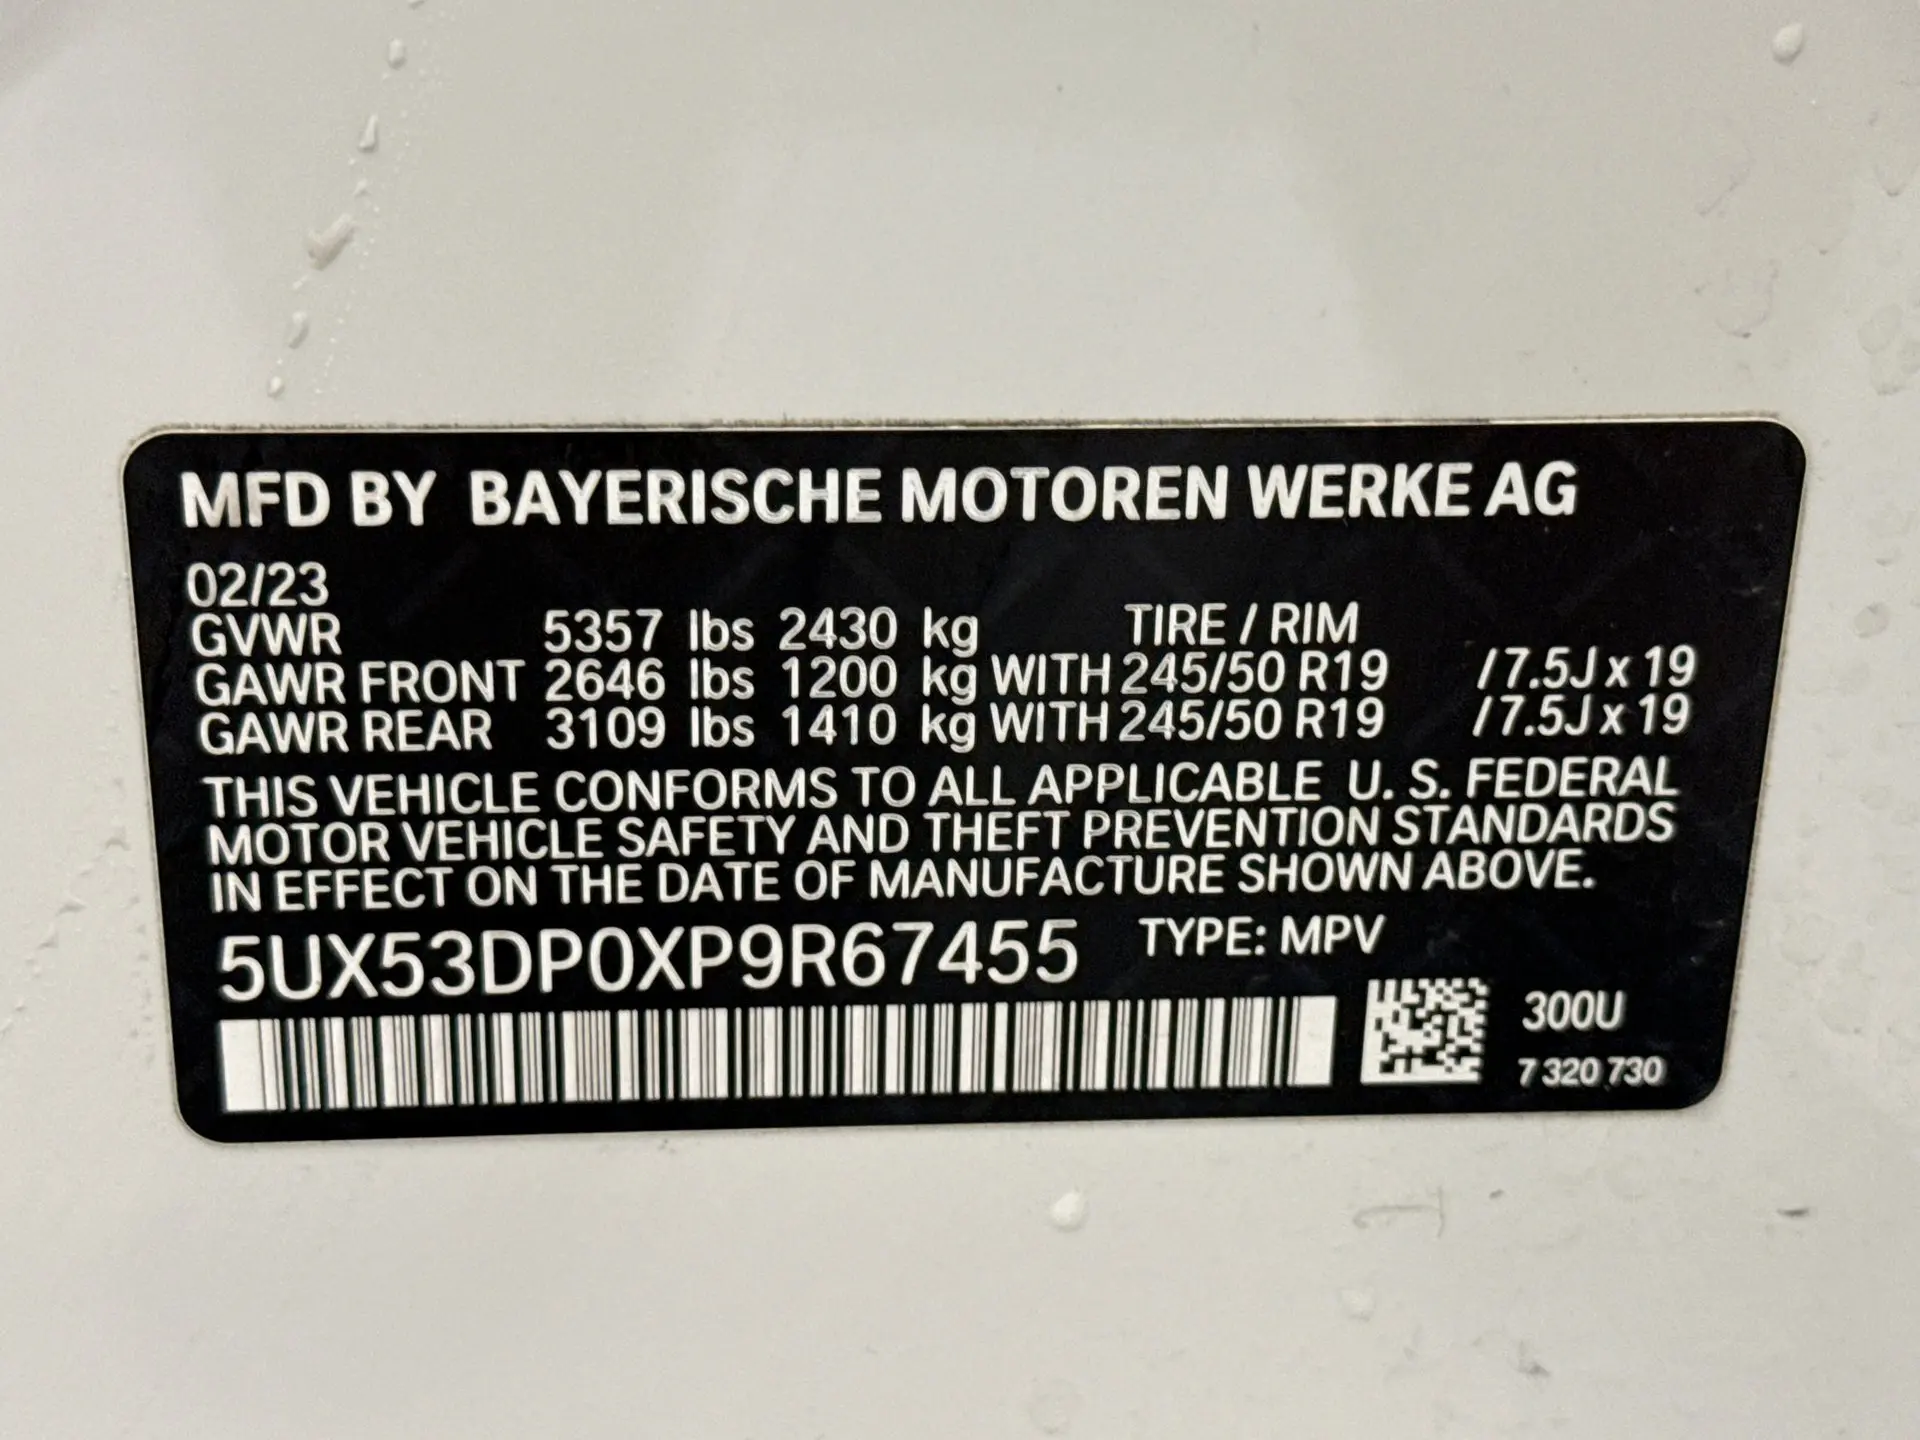 MFD BY BAYERISCHE MOTOREN WERKE AG
02/23
GVWR 5357 lbs 2430 kg TIRE / RIM
GAWR FRONT 2646 lbs 1200 kg WITH 245/50 R19 /7.5J x 19
GAWR REAR 3109 lbs 1410 kg WITH 245/50 R19 /7.5J x 19
THIS VEHICLE CONFORMS TO ALL APPLICABLE U. S. FEDERAL
MOTOR VEHICLE SAFETY AND THEFT PREVENTION STANDARDS
IN EFFECT ON THE DATE OF MANUFACTURE SHOWN ABOVE.
5UX53DP0XP9R67455 TYPE: MPV
300U
7 320 730